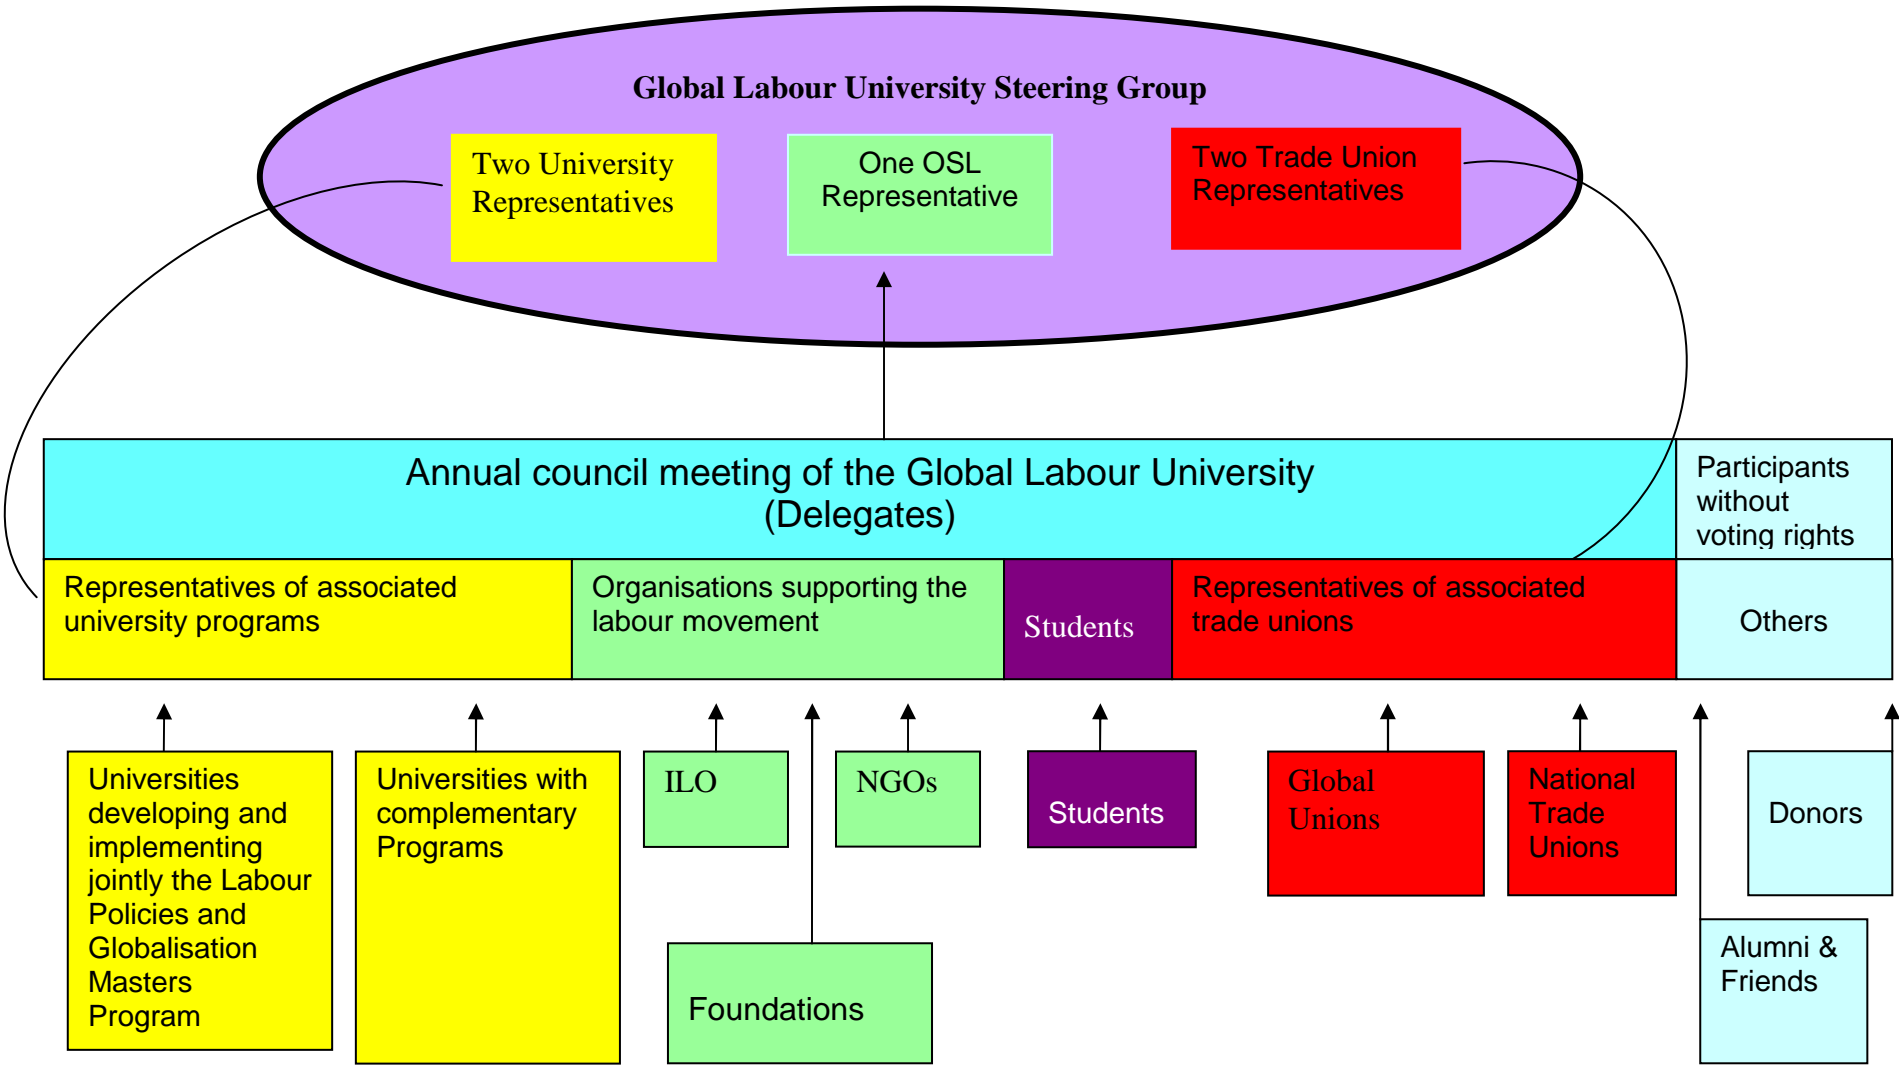 Global Labour University Steering Group
Two University
Representatives
One OSL
Representative
Two Trade Union
Representatives
Annual council meeting of the Global Labour University
(Delegates)
Participants
without
voting rights
Representatives of associated
university programs
Organisations supporting the
labour movement
Students
Representatives of associated
trade unions
Others
Universities
developing and
implementing
jointly the Labour
Policies and
Globalisation
Masters
Program
Universities with
complementary
Programs
ILO
NGOs
Foundations
Students
Global
Unions
National
Trade
Unions
Donors
Alumni &
Friends